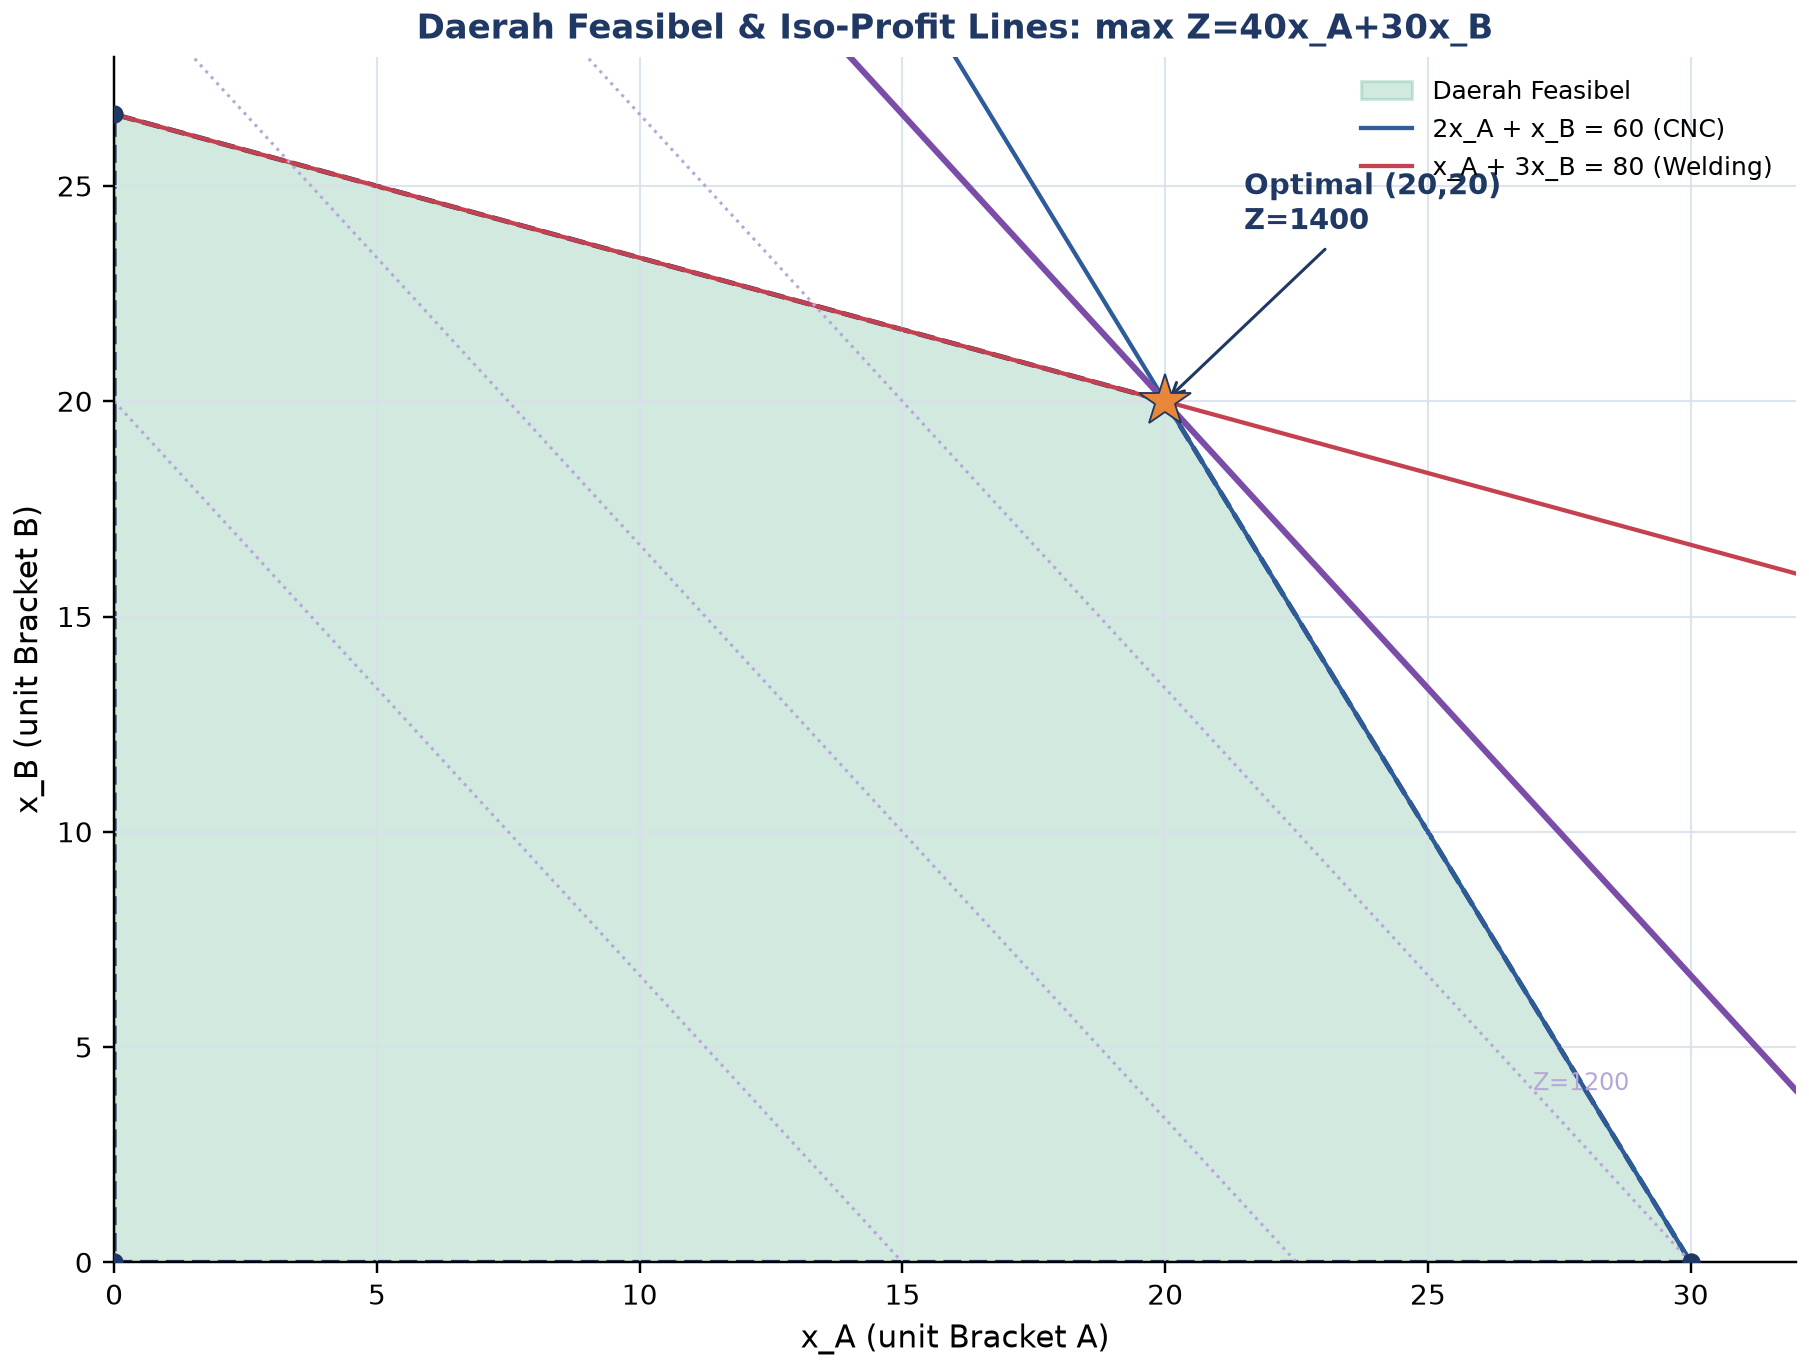 Daerah Feasibel & Iso-Profit Lines: max Z=40x_A+30x_B
Daerah Feasibel
2x_A + x_B = 60 (CNC)
x_A + 3x_B = 80 (Welding)
Optimal (20,20)
Z=1400
Z=1200
x_B (unit Bracket B)
25
20
15
10
5
0
0 5 10 15 20 25 30
x_A (unit Bracket A)